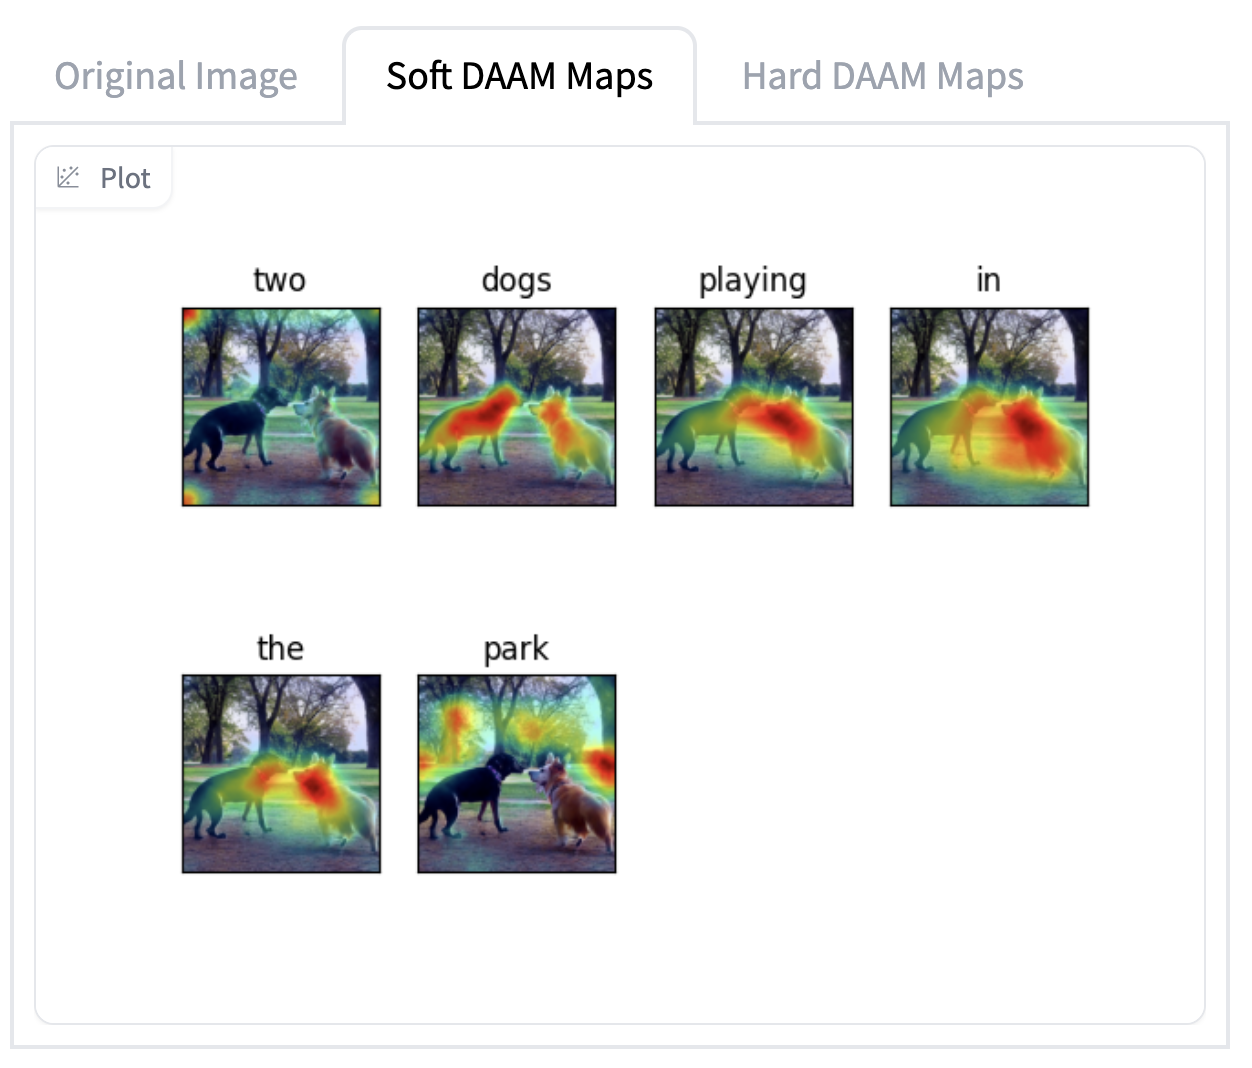 Original Image
Soft DAAM Maps
Hard DAAM Maps
Plot
two
dogs
playing
in
the
park